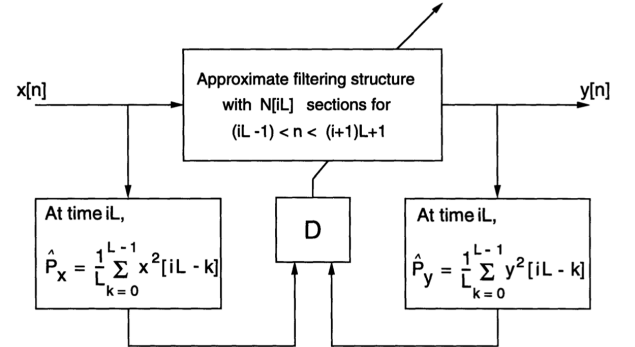 Approximate filtering structure
x[n]
with N[iL] sections for
y[n]
(iL -1) < n < (i+1)L+1
At time iL,
P̂x = 1/L Σ_{k = 0}^{L - 1} x²[iL - k]
D
At time iL,
P̂y = 1/L Σ_{k = 0}^{L - 1} y²[iL - k]